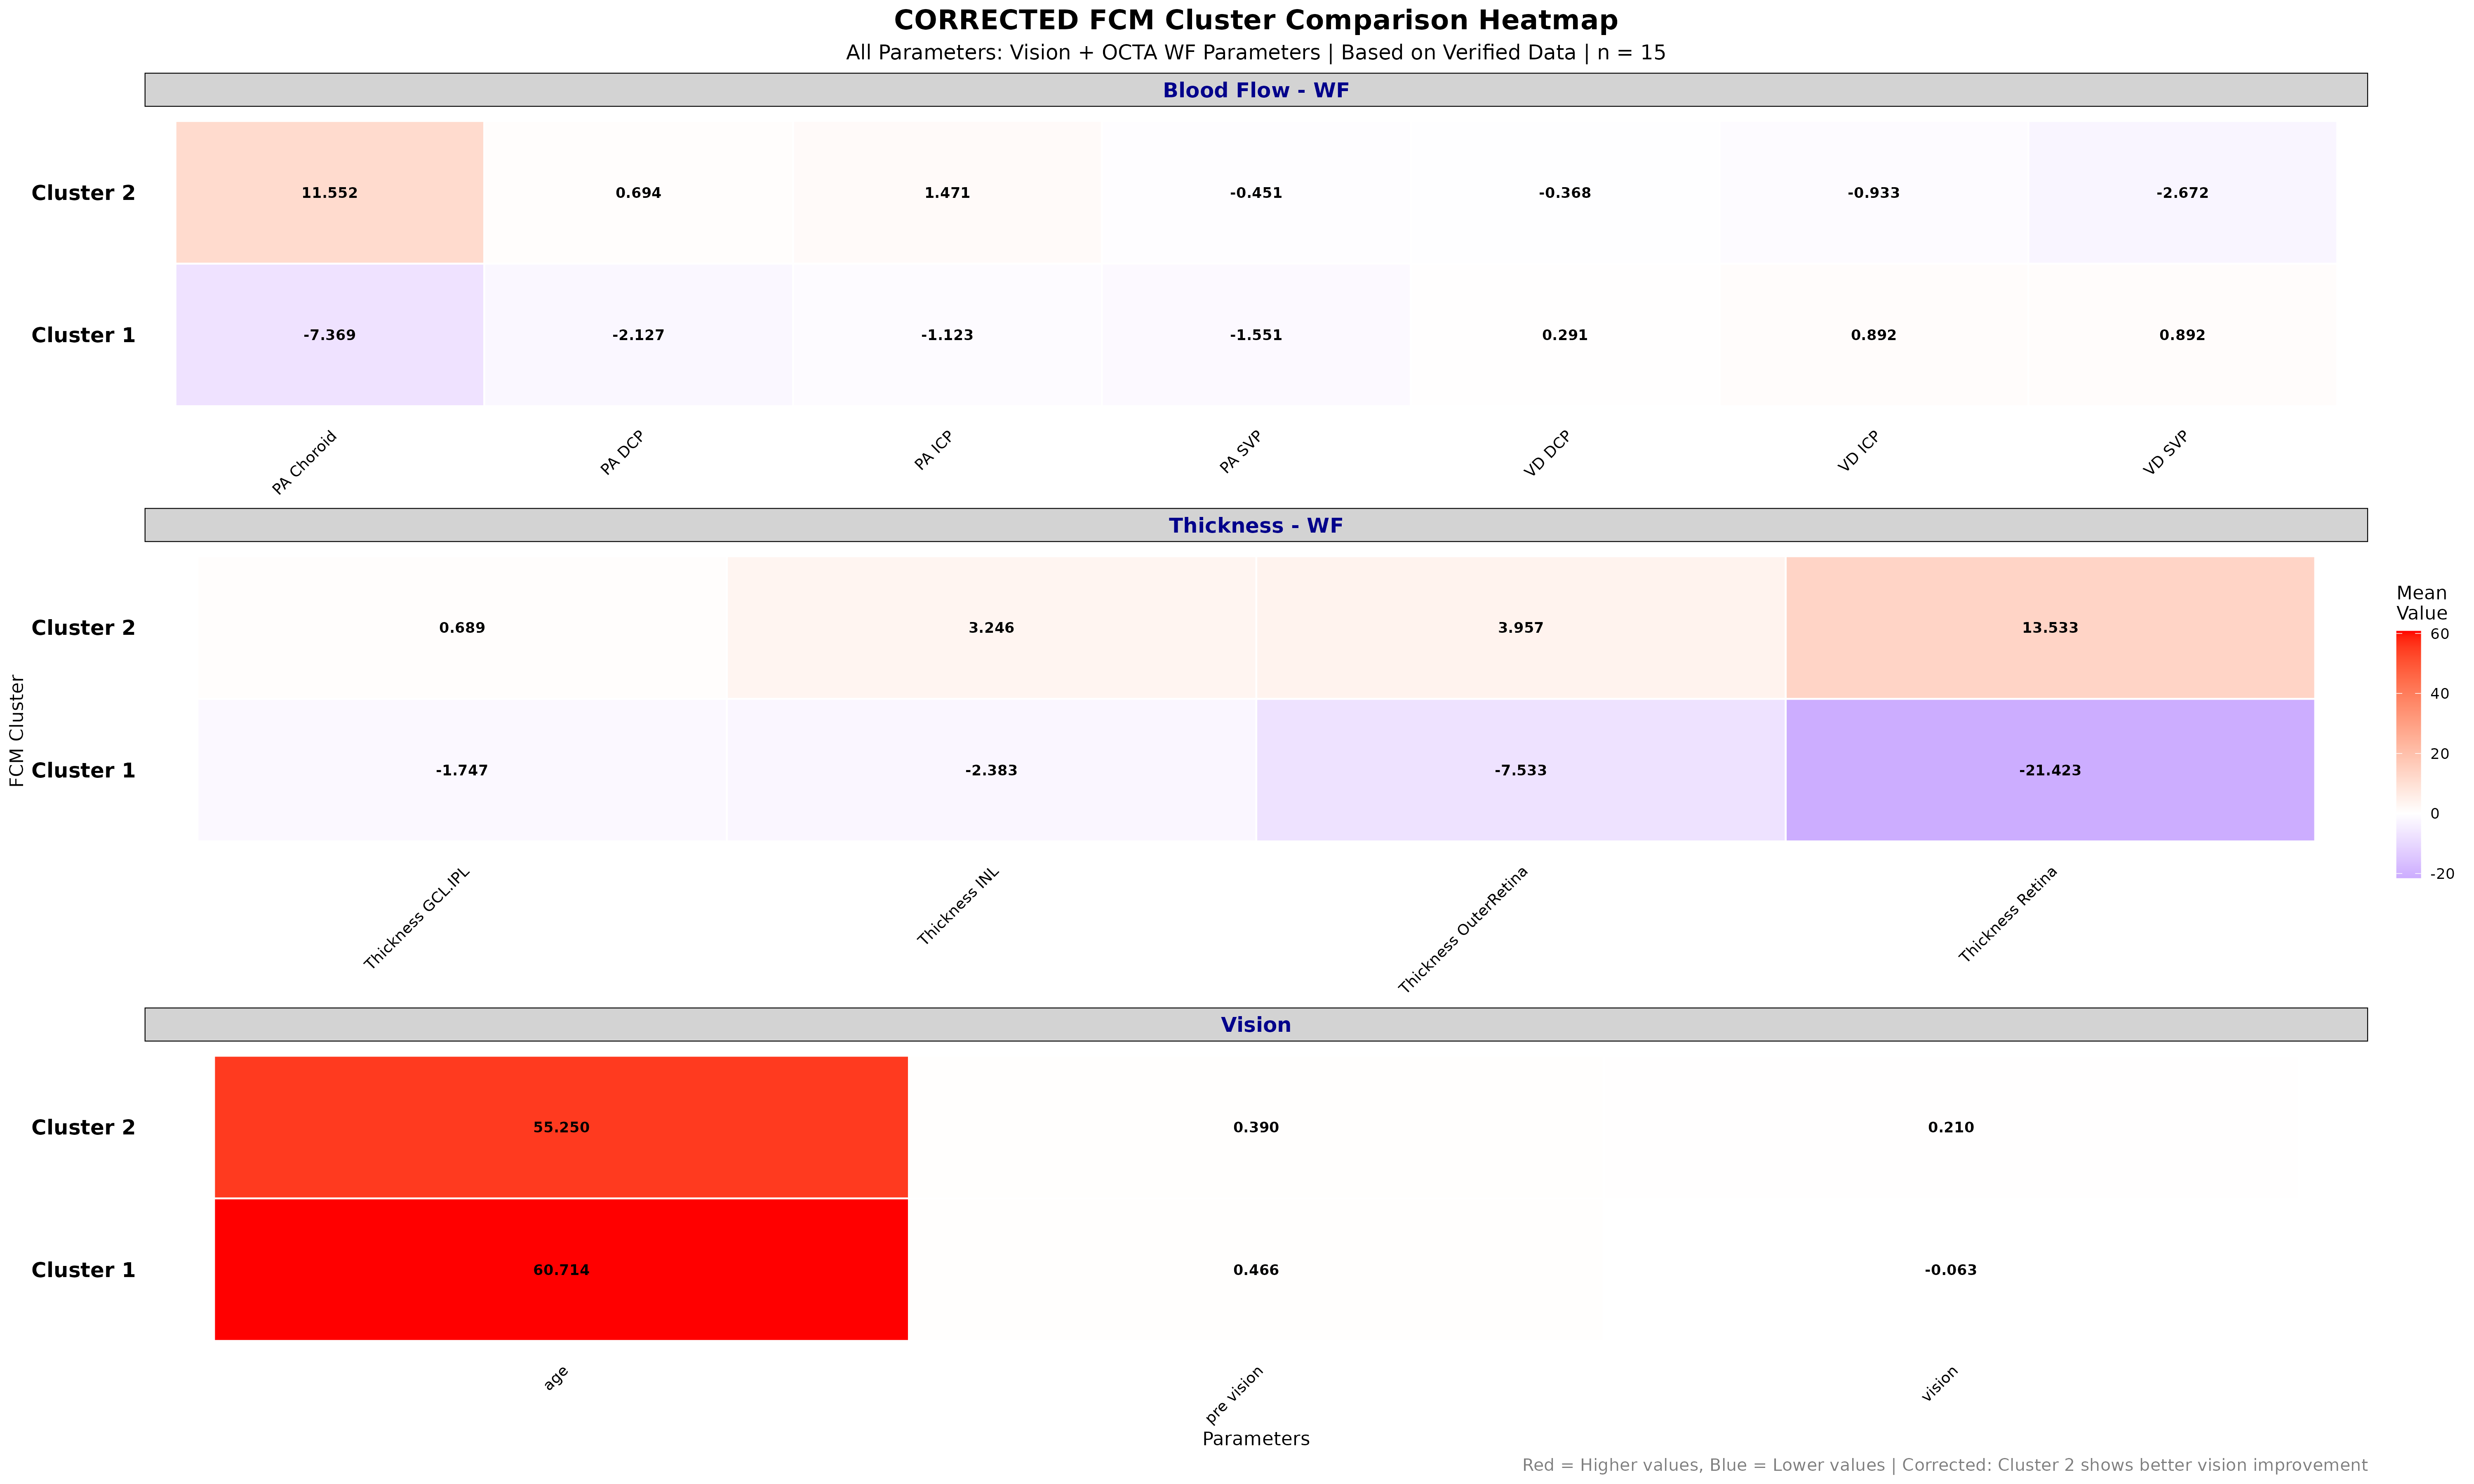 CORRECTED FCM Cluster Comparison Heatmap
All Parameters: Vision + OCTA WF Parameters | Based on Verified Data | n = 15
Blood Flow - WF
Cluster 2
11.552
0.694
1.471
-0.451
-0.368
-0.933
-2.672
Cluster 1
-7.369
-2.127
-1.123
-1.551
0.291
0.892
0.892
PA Choroid
PA DCP
PA ICP
PA SVP
VD DCP
VD ICP
VD SVP
Thickness - WF
Cluster 2
0.689
3.246
3.957
13.533
Cluster 1
-1.747
-2.383
-7.533
-21.423
Thickness GCL.IPL
Thickness INL
Thickness OuterRetina
Thickness Retina
FCM Cluster
Mean
Value
60
40
20
0
-20
Vision
Cluster 2
55.250
0.390
0.210
Cluster 1
60.714
0.466
-0.063
age
pre vision
vision
Parameters
Red = Higher values, Blue = Lower values | Corrected: Cluster 2 shows better vision improvement